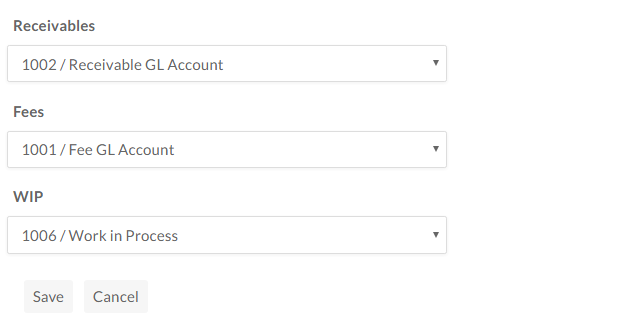 Receivables
1002 / Receivable GL Account
Fees
1001 / Fee GL Account
WIP
1006 / Work in Process
Save Cancel